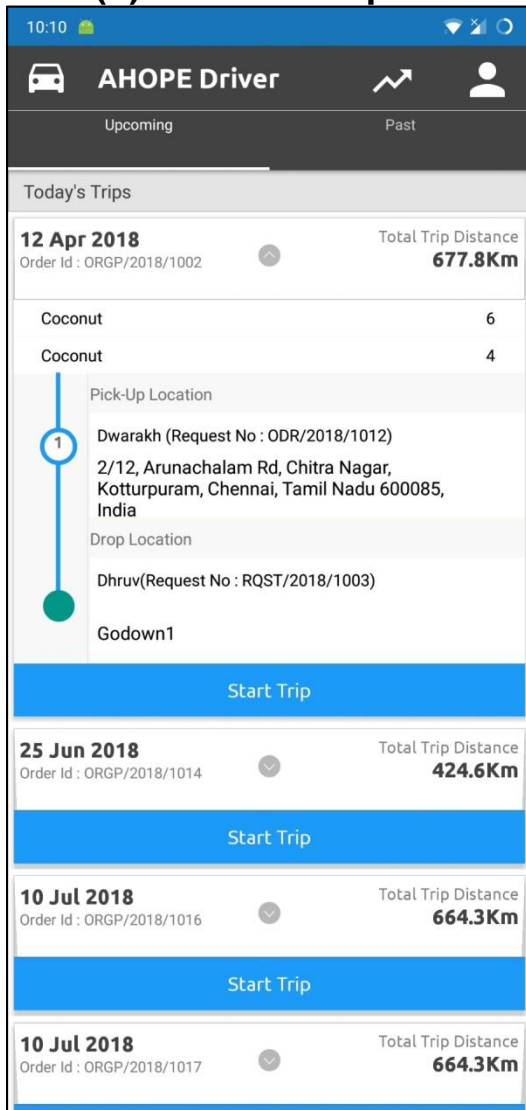 10:10
AHOPE Driver
Upcoming Past
Today's Trips
12 Apr 2018 Total Trip Distance
Order Id : ORGP/2018/1002 677.8Km
Coconut 6
Coconut 4
Pick-Up Location
1 Dwarakh (Request No : ODR/2018/1012)
2/12, Arunachalam Rd, Chitra Nagar,
Kotturpuram, Chennai, Tamil Nadu 600085,
India
Drop Location
Dhruv(Request No : RQST/2018/1003)
Godown1
Start Trip
25 Jun 2018 Total Trip Distance
Order Id : ORGP/2018/1014 424.6Km
Start Trip
10 Jul 2018 Total Trip Distance
Order Id : ORGP/2018/1016 664.3Km
Start Trip
10 Jul 2018 Total Trip Distance
Order Id : ORGP/2018/1017 664.3Km